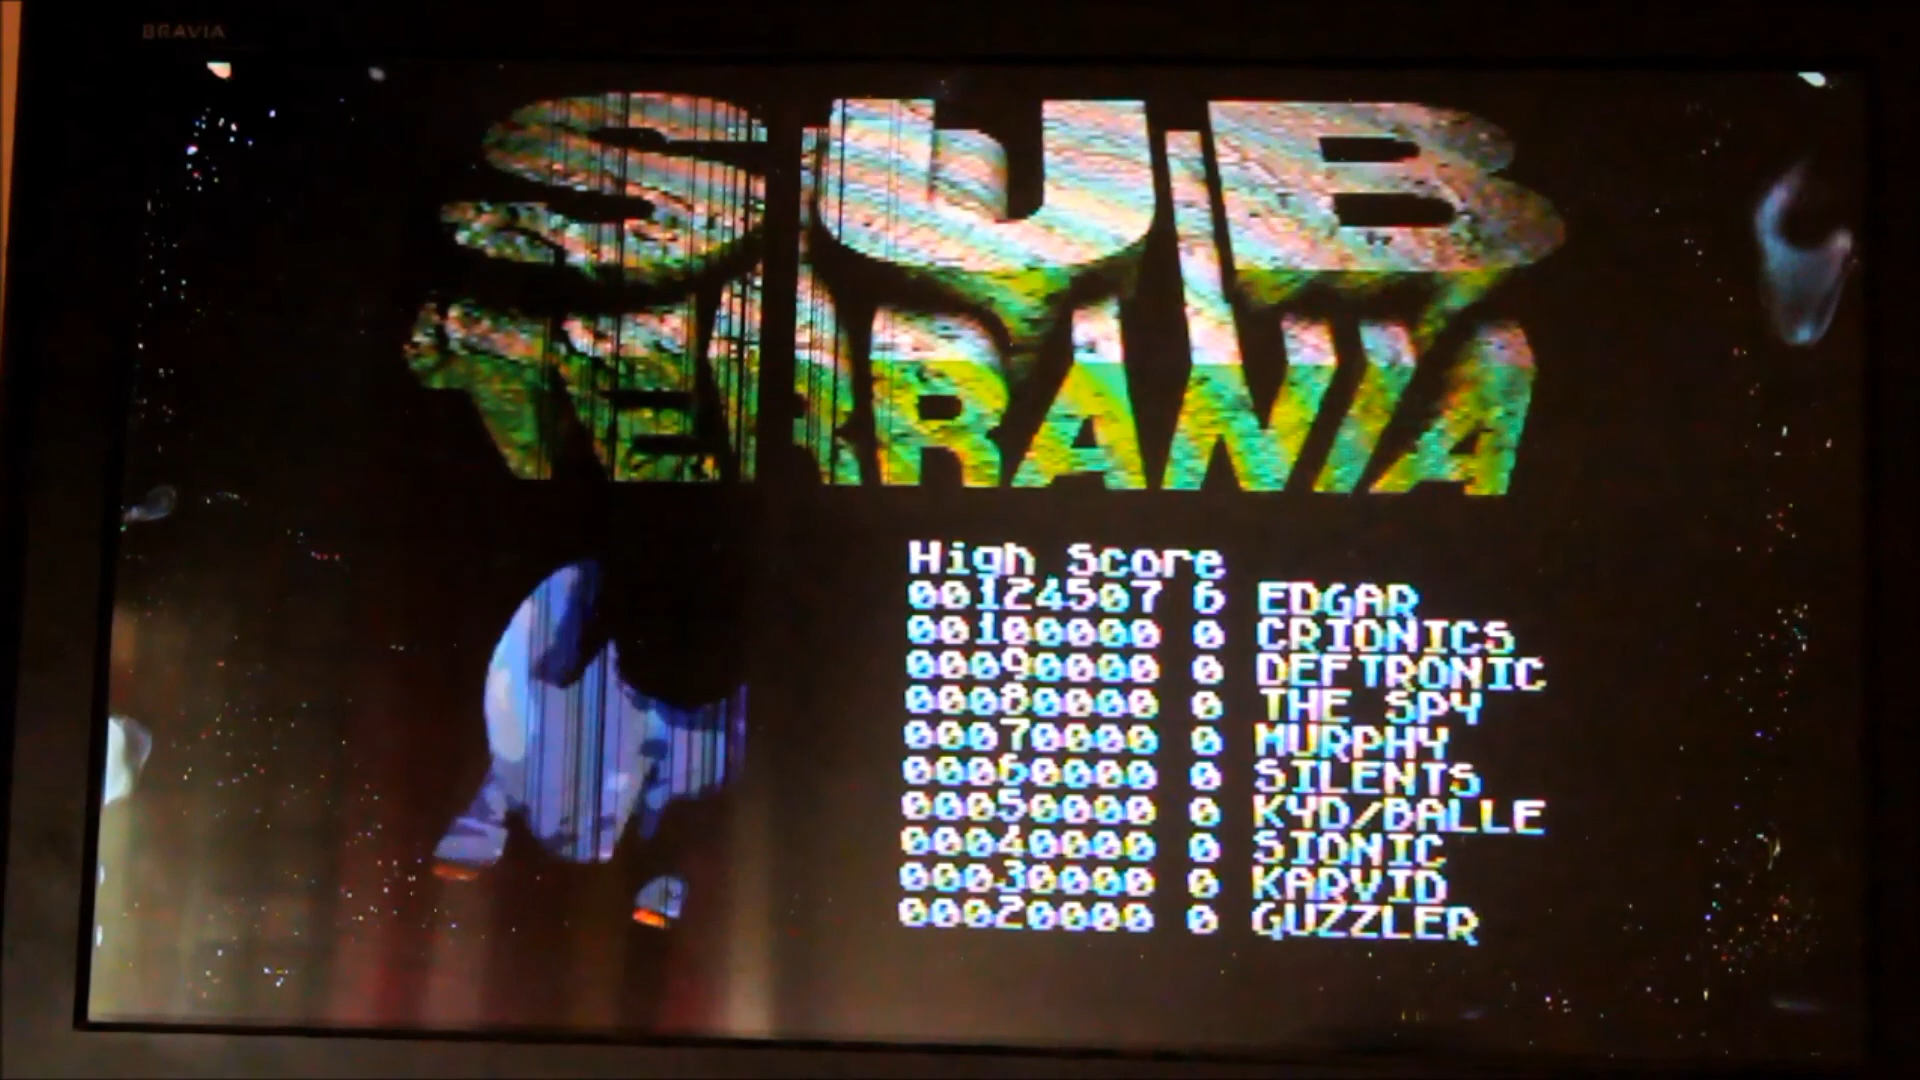 BRAVIA
SUB
TERRANIA
High Score
00124507 6 EDGAR
00100000 0 CRIONICS
00090000 0 DEFTRONIC
00080000 0 THE SPY
00070000 0 MURPHY
00060000 0 SILENTS
00050000 0 KYD/BALLE
00040000 0 SIONIC
00030000 0 KARVID
00020000 0 GUZZLER